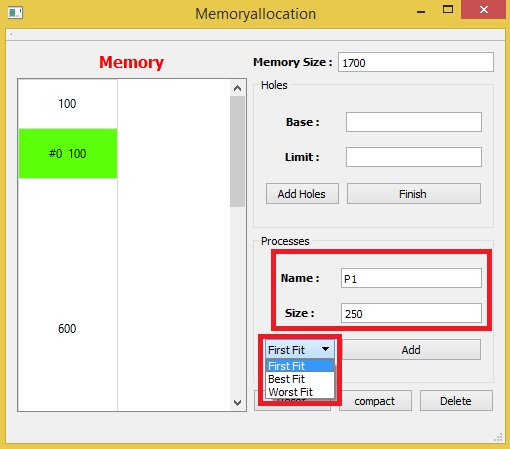 Memoryallocation
Memory
Memory Size : 1700
100
#0 100
600
Holes
Base :
Limit :
Add Holes Finish
Processes
Name : P1
Size : 250
First Fit Add
First Fit
Best Fit
Worst Fit
compact Delete